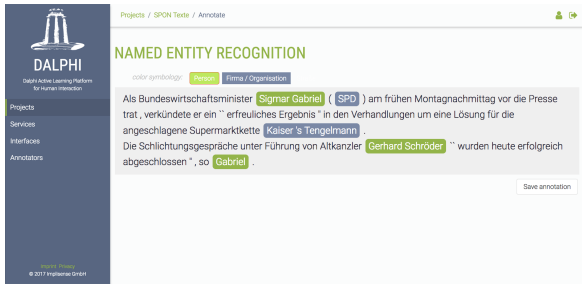 DALPHI
Dalphi Active Learning Platform
for Human Interaction
Projects
Services
Interfaces
Annotators
Imprint Privacy
© 2017 Implisense GmbH
Projects / SPON Texte / Annotate
NAMED ENTITY RECOGNITION
color symbology: Person Firma / Organisation
Als Bundeswirtschaftsminister Sigmar Gabriel ( SPD ) am frühen Montagnachmittag vor die Presse
trat , verkündete er ein `` erfreuliches Ergebnis " in den Verhandlungen um eine Lösung für die
angeschlagene Supermarktkette Kaiser 's Tengelmann .
Die Schlichtungsgespräche unter Führung von Altkanzler Gerhard Schröder `` wurden heute erfolgreich
abgeschlossen " , so Gabriel .
Save annotation